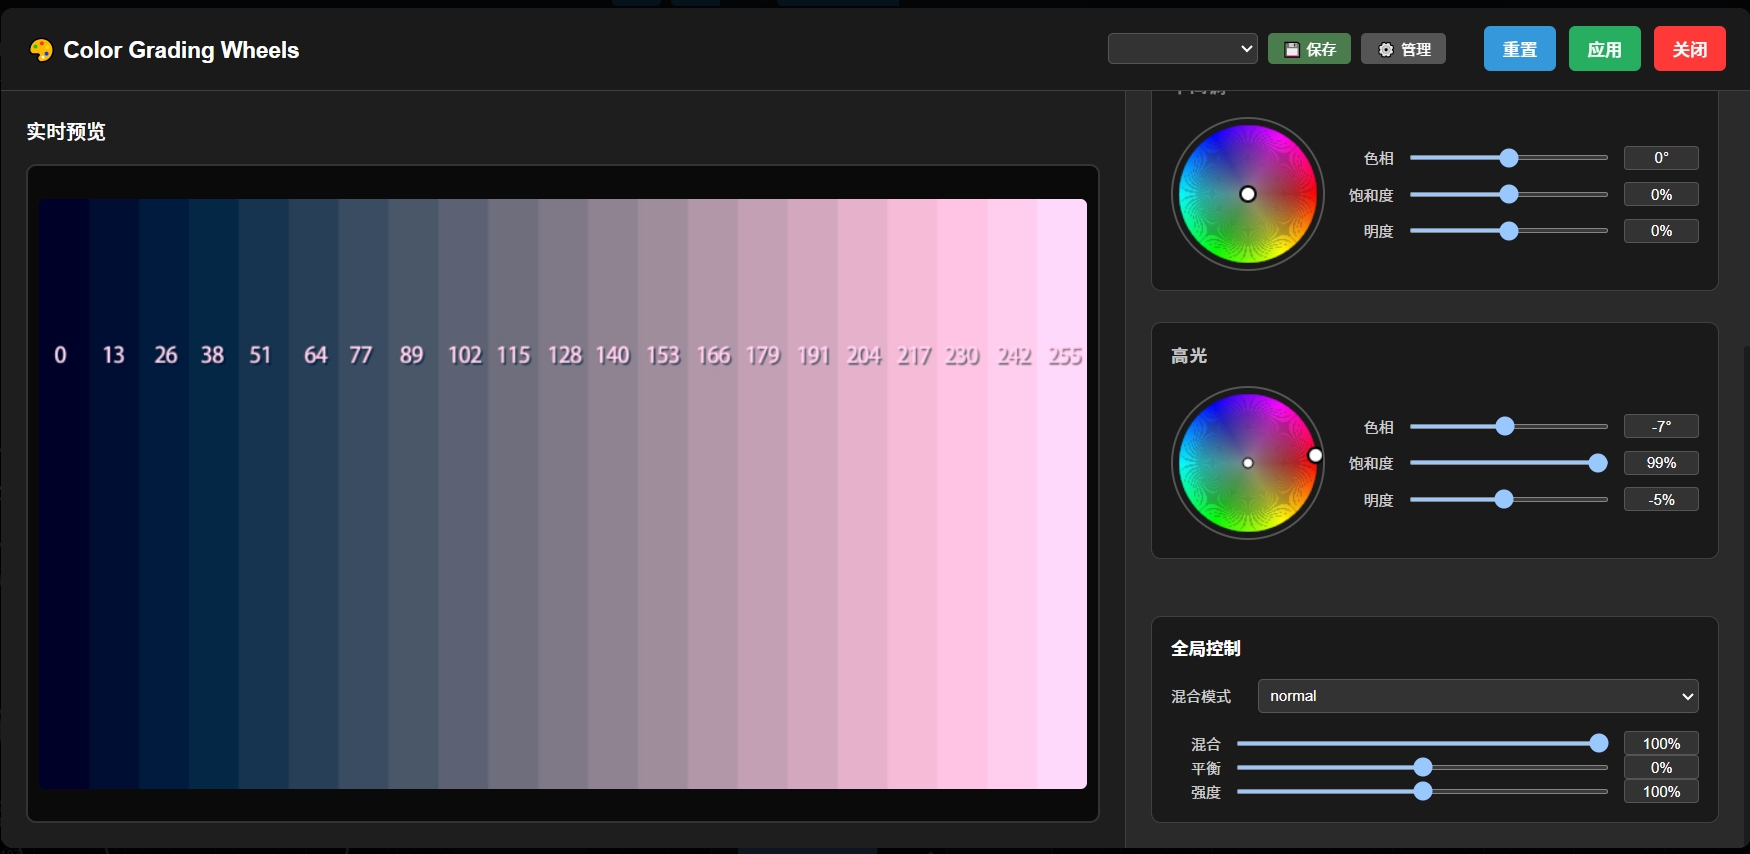 Color Grading Wheels
保存
管理
重置
应用
关闭
实时预览
0 13 26 38 51 64 77 89 102 115 128 140 153 166 179 191 204 217 230 242 255
色相 0°
饱和度 0%
明度 0%
高光
色相 -7°
饱和度 99%
明度 -5%
全局控制
混合模式 normal
混合 100%
平衡 0%
强度 100%